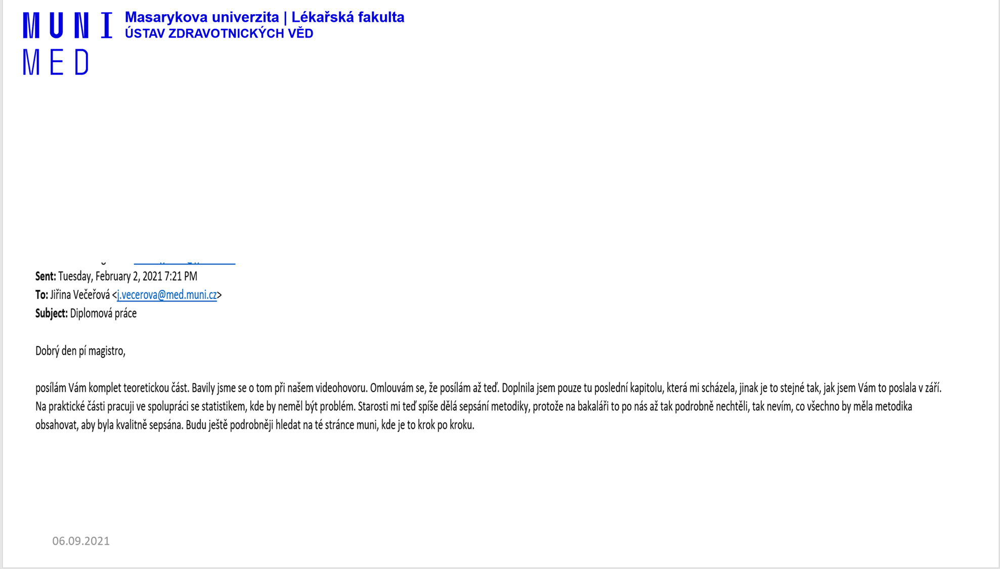 MUNI
MED
Masarykova univerzita | Lékařská fakulta
ÚSTAV ZDRAVOTNICKÝCH VĚD
Sent: Tuesday, February 2, 2021 7:21 PM
To: Jiřina Večeřová <j.vecerova@med.muni.cz>
Subject: Diplomová práce
Dobrý den pí magistro,
posílám Vám komplet teoretickou část. Bavily jsme se o tom při našem videohovoru. Omlouvám se, že posílám až teď. Doplnila jsem pouze tu poslední kapitolu, která mi scházela, jinak je to stejné tak, jak jsem Vám to poslala v září.
Na praktické části pracuji ve spolupráci se statistikem, kde by neměl být problém. Starosti mi teď spíše dělá sepsání metodiky, protože na bakaláři to po nás až tak podrobně nechtěli, tak nevím, co všechno by měla metodika
obsahovat, aby byla kvalitně sepsána. Budu ještě podrobněji hledat na té stránce muni, kde je to krok po kroku.
06.09.2021